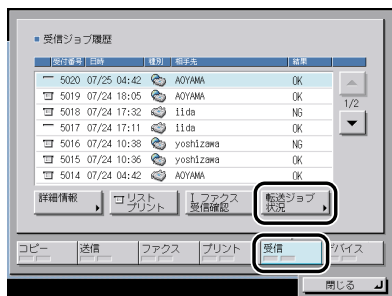 受信ジョブ履歴
受付番号 日時 種別 相手先 結果
5020 07/25 04:42 AOYAMA OK
5019 07/24 18:05 AOYAMA OK
5018 07/24 17:32 iida NG
5017 07/24 17:11 iida OK
5016 07/24 10:38 yoshizawa NG
5015 07/24 10:36 yoshizawa OK
5014 07/24 04:42 AOYAMA OK
1/2
詳細情報
リスト
プリント
I ファクス
受信確認
転送ジョブ
状況
コピー 送信 ファクス プリント 受信 デバイス
閉じる